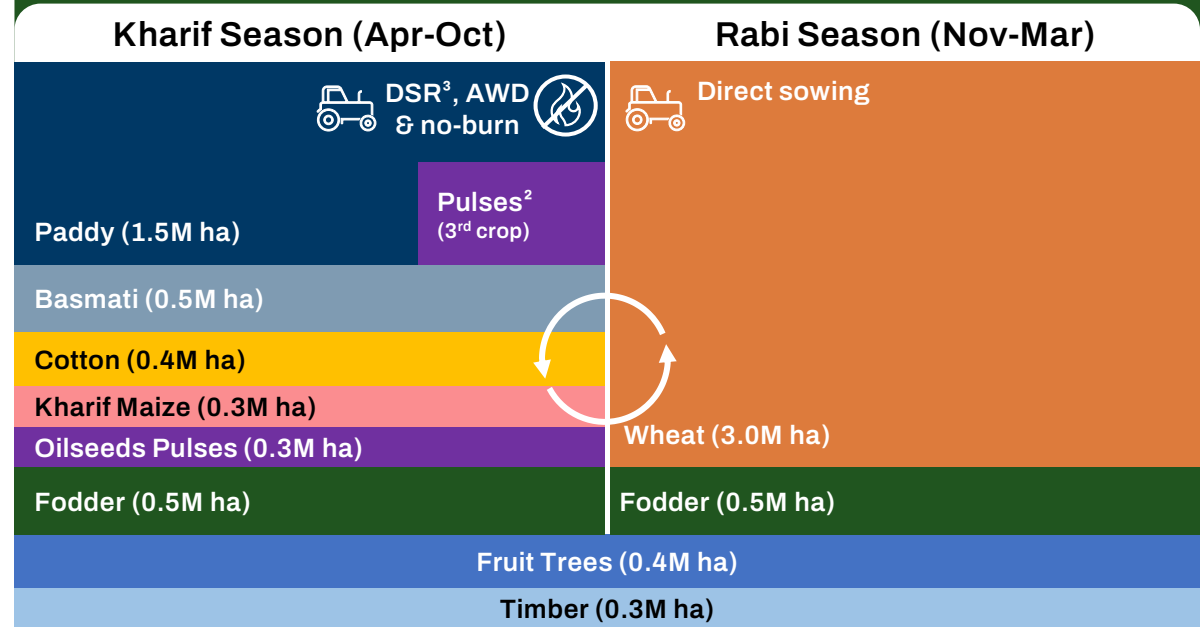 Kharif Season (Apr-Oct)
Rabi Season (Nov-Mar)
DSR³, AWD
& no-burn
Direct sowing
Pulses²
(3rd crop)
Paddy (1.5M ha)
Basmati (0.5M ha)
Cotton (0.4M ha)
Kharif Maize (0.3M ha)
Oilseeds Pulses (0.3M ha)
Wheat (3.0M ha)
Fodder (0.5M ha)
Fodder (0.5M ha)
Fruit Trees (0.4M ha)
Timber (0.3M ha)